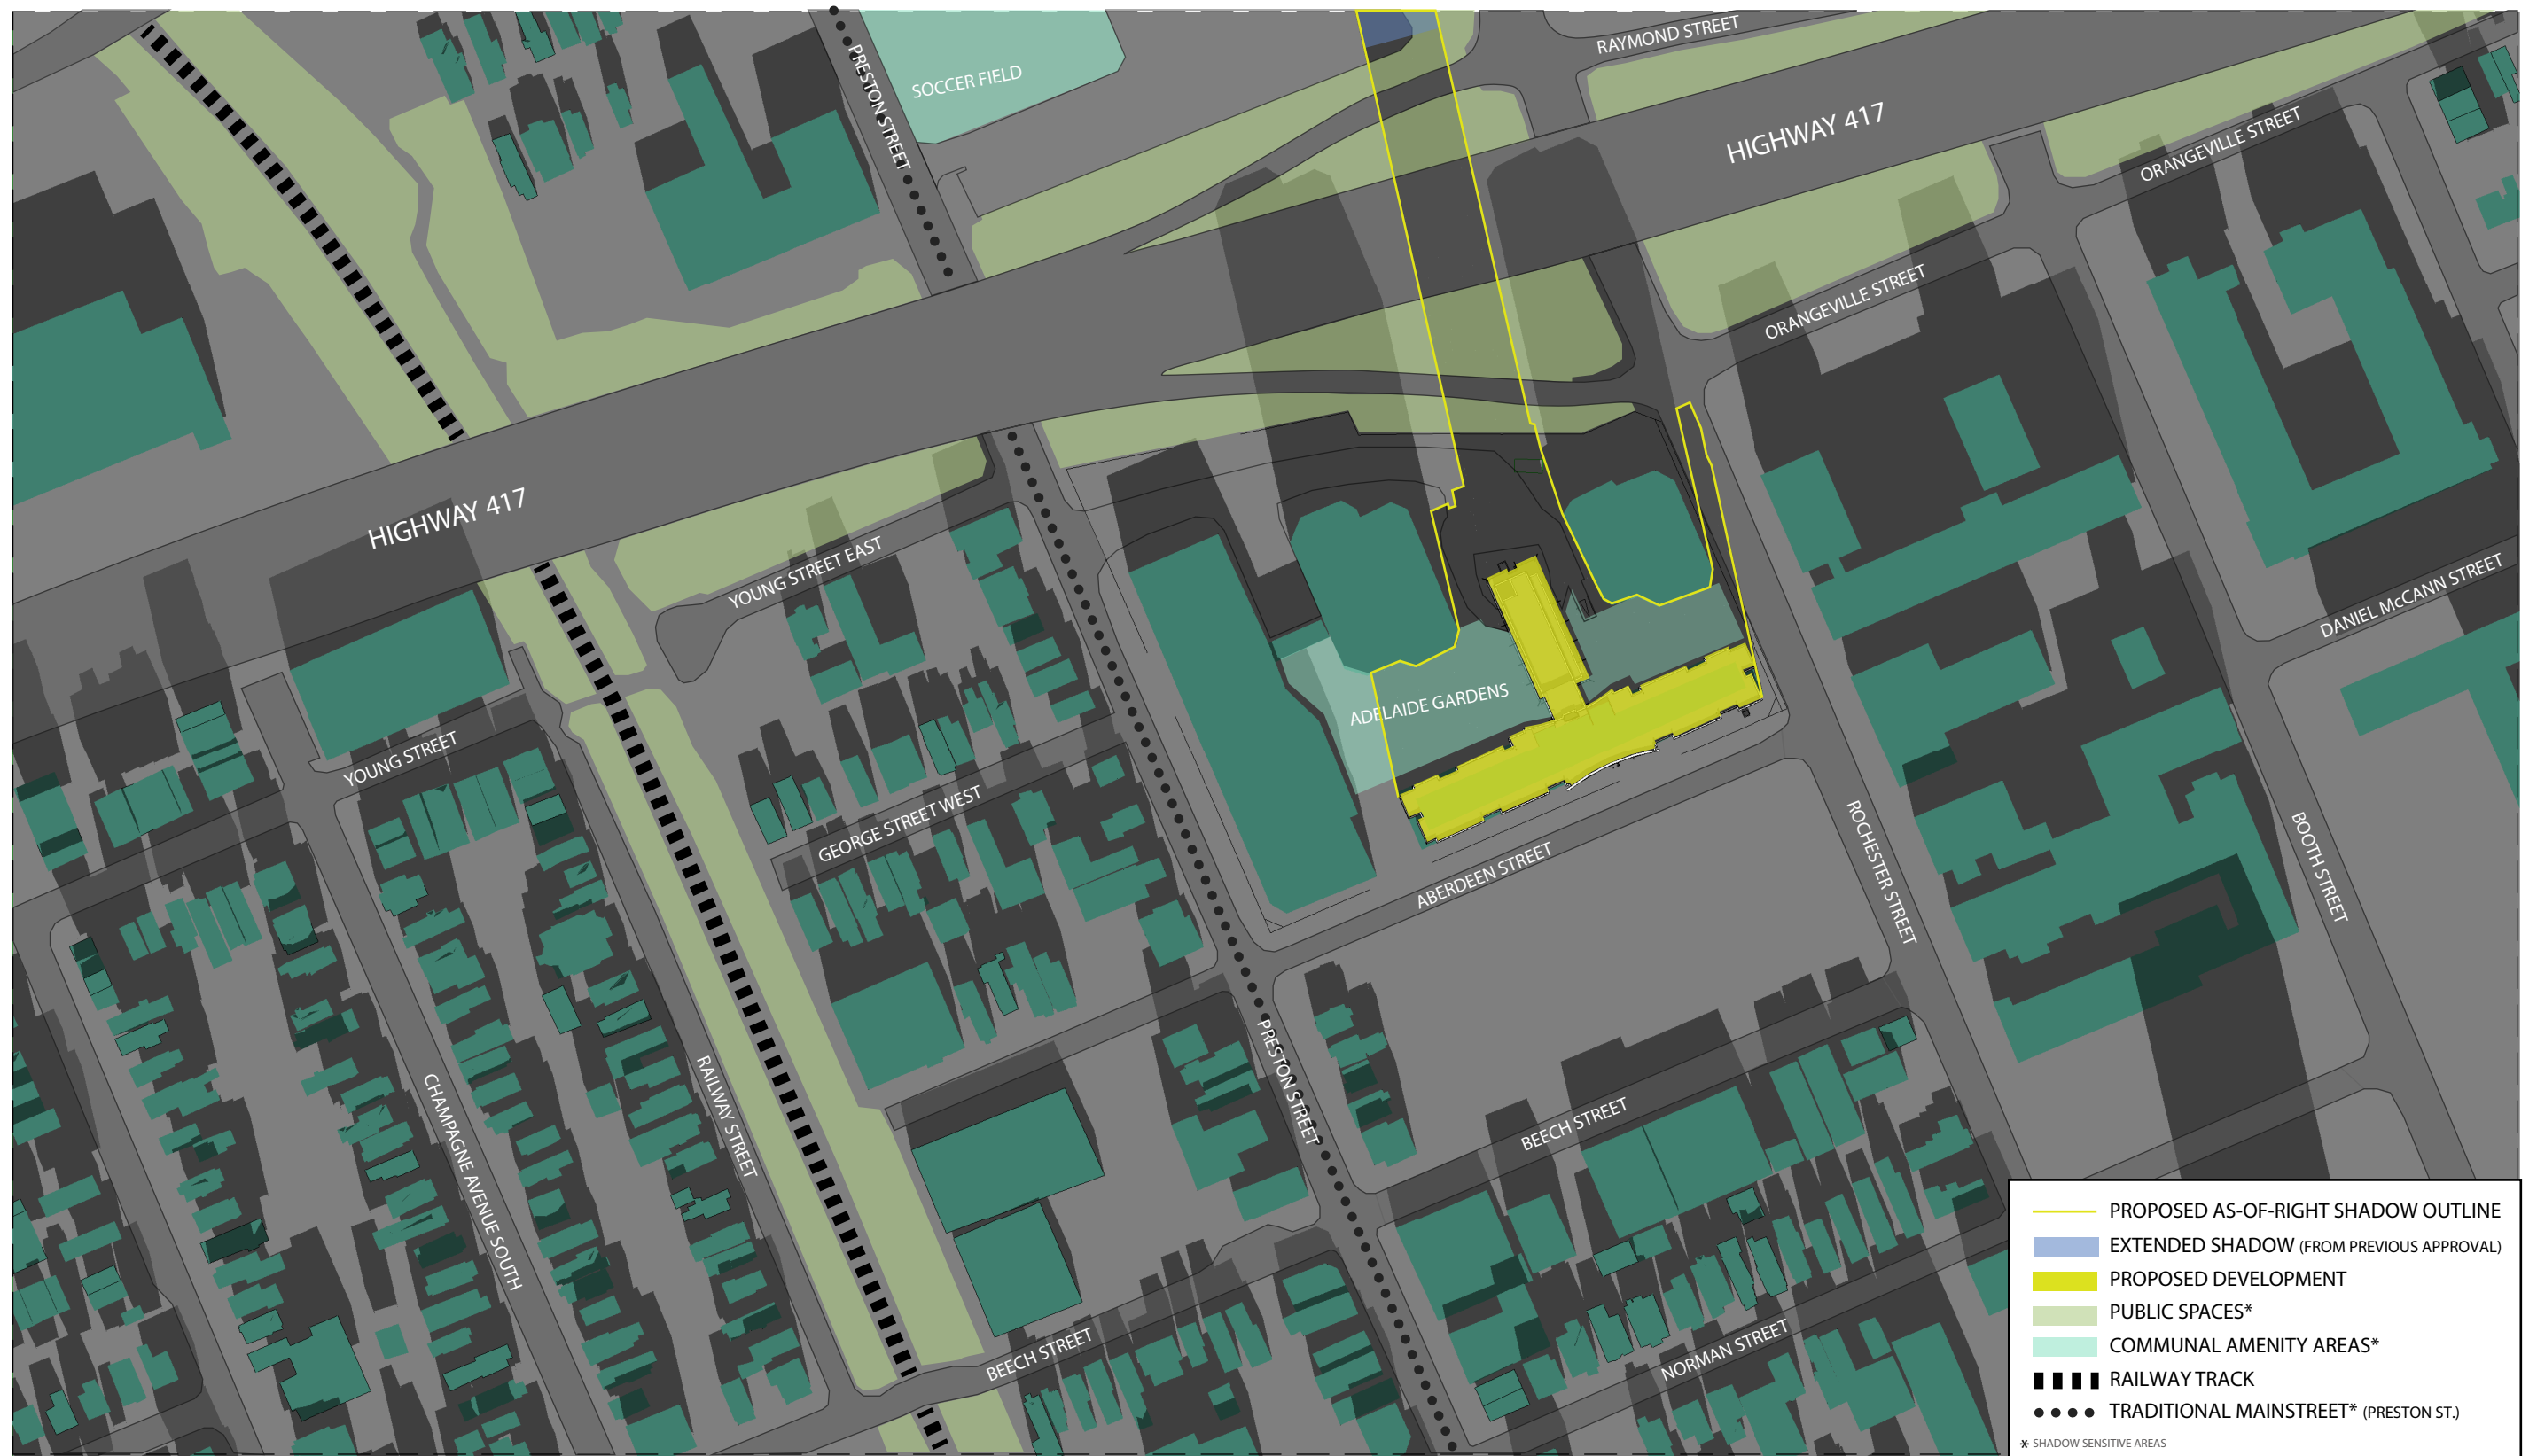 RAYMOND STREET
PRESTON STREET
SOCCER FIELD
HIGHWAY 417
ORANGEVILLE STREET
ORANGEVILLE STREET
HIGHWAY 417
YOUNG STREET EAST
DANIEL McCANN STREET
ADELAIDE GARDENS
YOUNG STREET
GEORGE STREET WEST
ABERDEEN STREET
ROCHESTER STREET
BOOTH STREET
PRESTON STREET
RAILWAY STREET
CHAMPAGNE AVENUE SOUTH
BEECH STREET
BEECH STREET
NORMAN STREET
PROPOSED AS-OF-RIGHT SHADOW OUTLINE
EXTENDED SHADOW (FROM PREVIOUS APPROVAL)
PROPOSED DEVELOPMENT
PUBLIC SPACES*
COMMUNAL AMENITY AREAS*
RAILWAY TRACK
TRADITIONAL MAINSTREET* (PRESTON ST.)
* SHADOW SENSITIVE AREAS